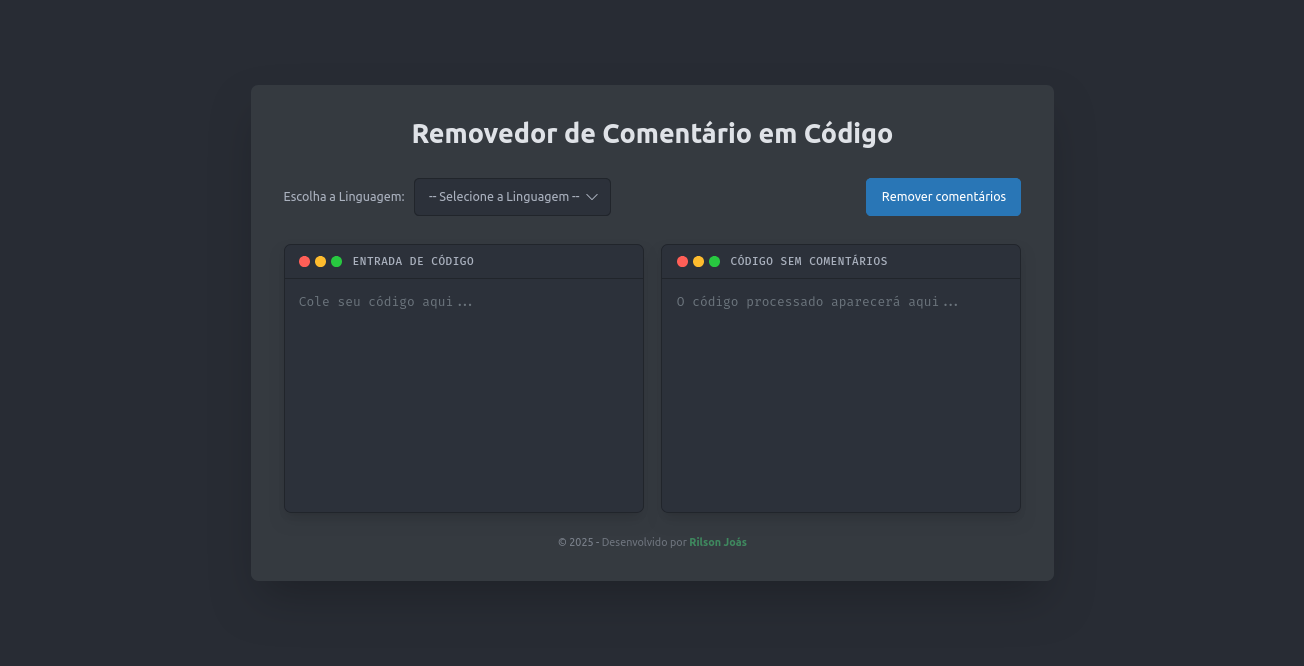 Removedor de Comentário em Código
Escolha a Linguagem:
-- Selecione a Linguagem --
Remover comentários
ENTRADA DE CÓDIGO
CÓDIGO SEM COMENTÁRIOS
Cole seu código aqui...
O código processado aparecerá aqui...
© 2025 - Desenvolvido por Rilson Joás